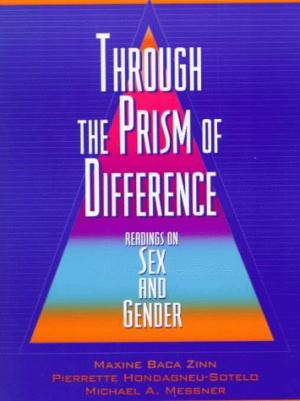 THROUGH
THE PRISM OF
DIFFERENCE
READINGS ON
SEX
AND
GENDER
MAXINE BACA ZINN
PIERRETTE HONDAGNEU-SOTELO
MICHAEL A. MESSNER